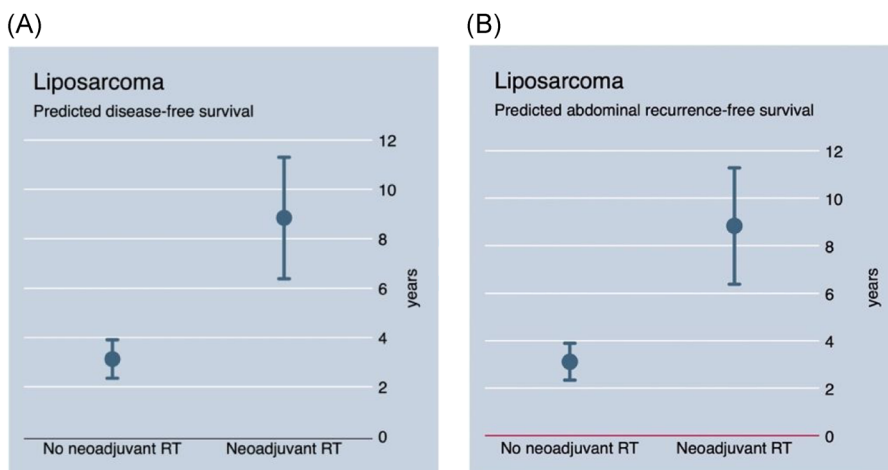 (A)
Liposarcoma
Predicted disease-free survival
12
10
8
6
4
2
0
years
No neoadjuvant RT
Neoadjuvant RT
(B)
Liposarcoma
Predicted abdominal recurrence-free survival
12
10
8
6
4
2
0
years
No neoadjuvant RT
Neoadjuvant RT